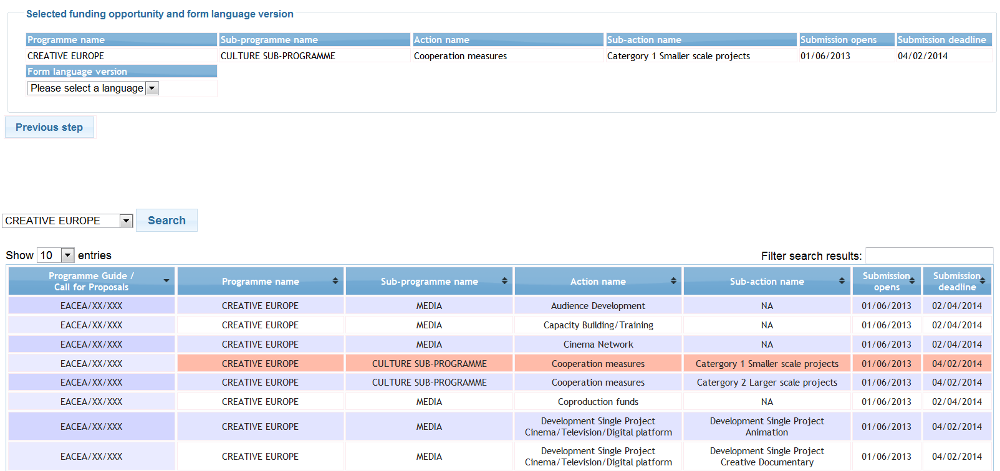 Selected funding opportunity and form language version
Programme name Sub-programme name Action name Sub-action name Submission opens Submission deadline
CREATIVE EUROPE CULTURE SUB-PROGRAMME Cooperation measures Catergory 1 Smaller scale projects 01/06/2013 04/02/2014
Form language version
Please select a language
Previous step
CREATIVE EUROPE Search
Show 10 entries Filter search results:
Programme Guide /
Call for Proposals Programme name Sub-programme name Action name Sub-action name Submission
opens Submission
deadline
EACEA/XX/XXX CREATIVE EUROPE MEDIA Audience Development NA 01/06/2013 02/04/2014
EACEA/XX/XXX CREATIVE EUROPE MEDIA Capacity Building/Training NA 01/06/2013 02/04/2014
EACEA/XX/XXX CREATIVE EUROPE MEDIA Cinema Network NA 01/06/2013 02/04/2014
EACEA/XX/XXX CREATIVE EUROPE CULTURE SUB-PROGRAMME Cooperation measures Catergory 1 Smaller scale projects 01/06/2013 04/02/2014
EACEA/XX/XXX CREATIVE EUROPE CULTURE SUB-PROGRAMME Cooperation measures Catergory 2 Larger scale projects 01/06/2013 04/02/2014
EACEA/XX/XXX CREATIVE EUROPE MEDIA Coproduction funds NA 01/06/2013 02/04/2014
EACEA/XX/XXX CREATIVE EUROPE MEDIA Development Single Project
Cinema/Television/Digital platform Development Single Project
Animation 01/06/2013 04/02/2014
EACEA/XX/XXX CREATIVE EUROPE MEDIA Development Single Project
Cinema/Television/Digital platform Development Single Project
Creative Documentary 01/06/2013 04/02/2014